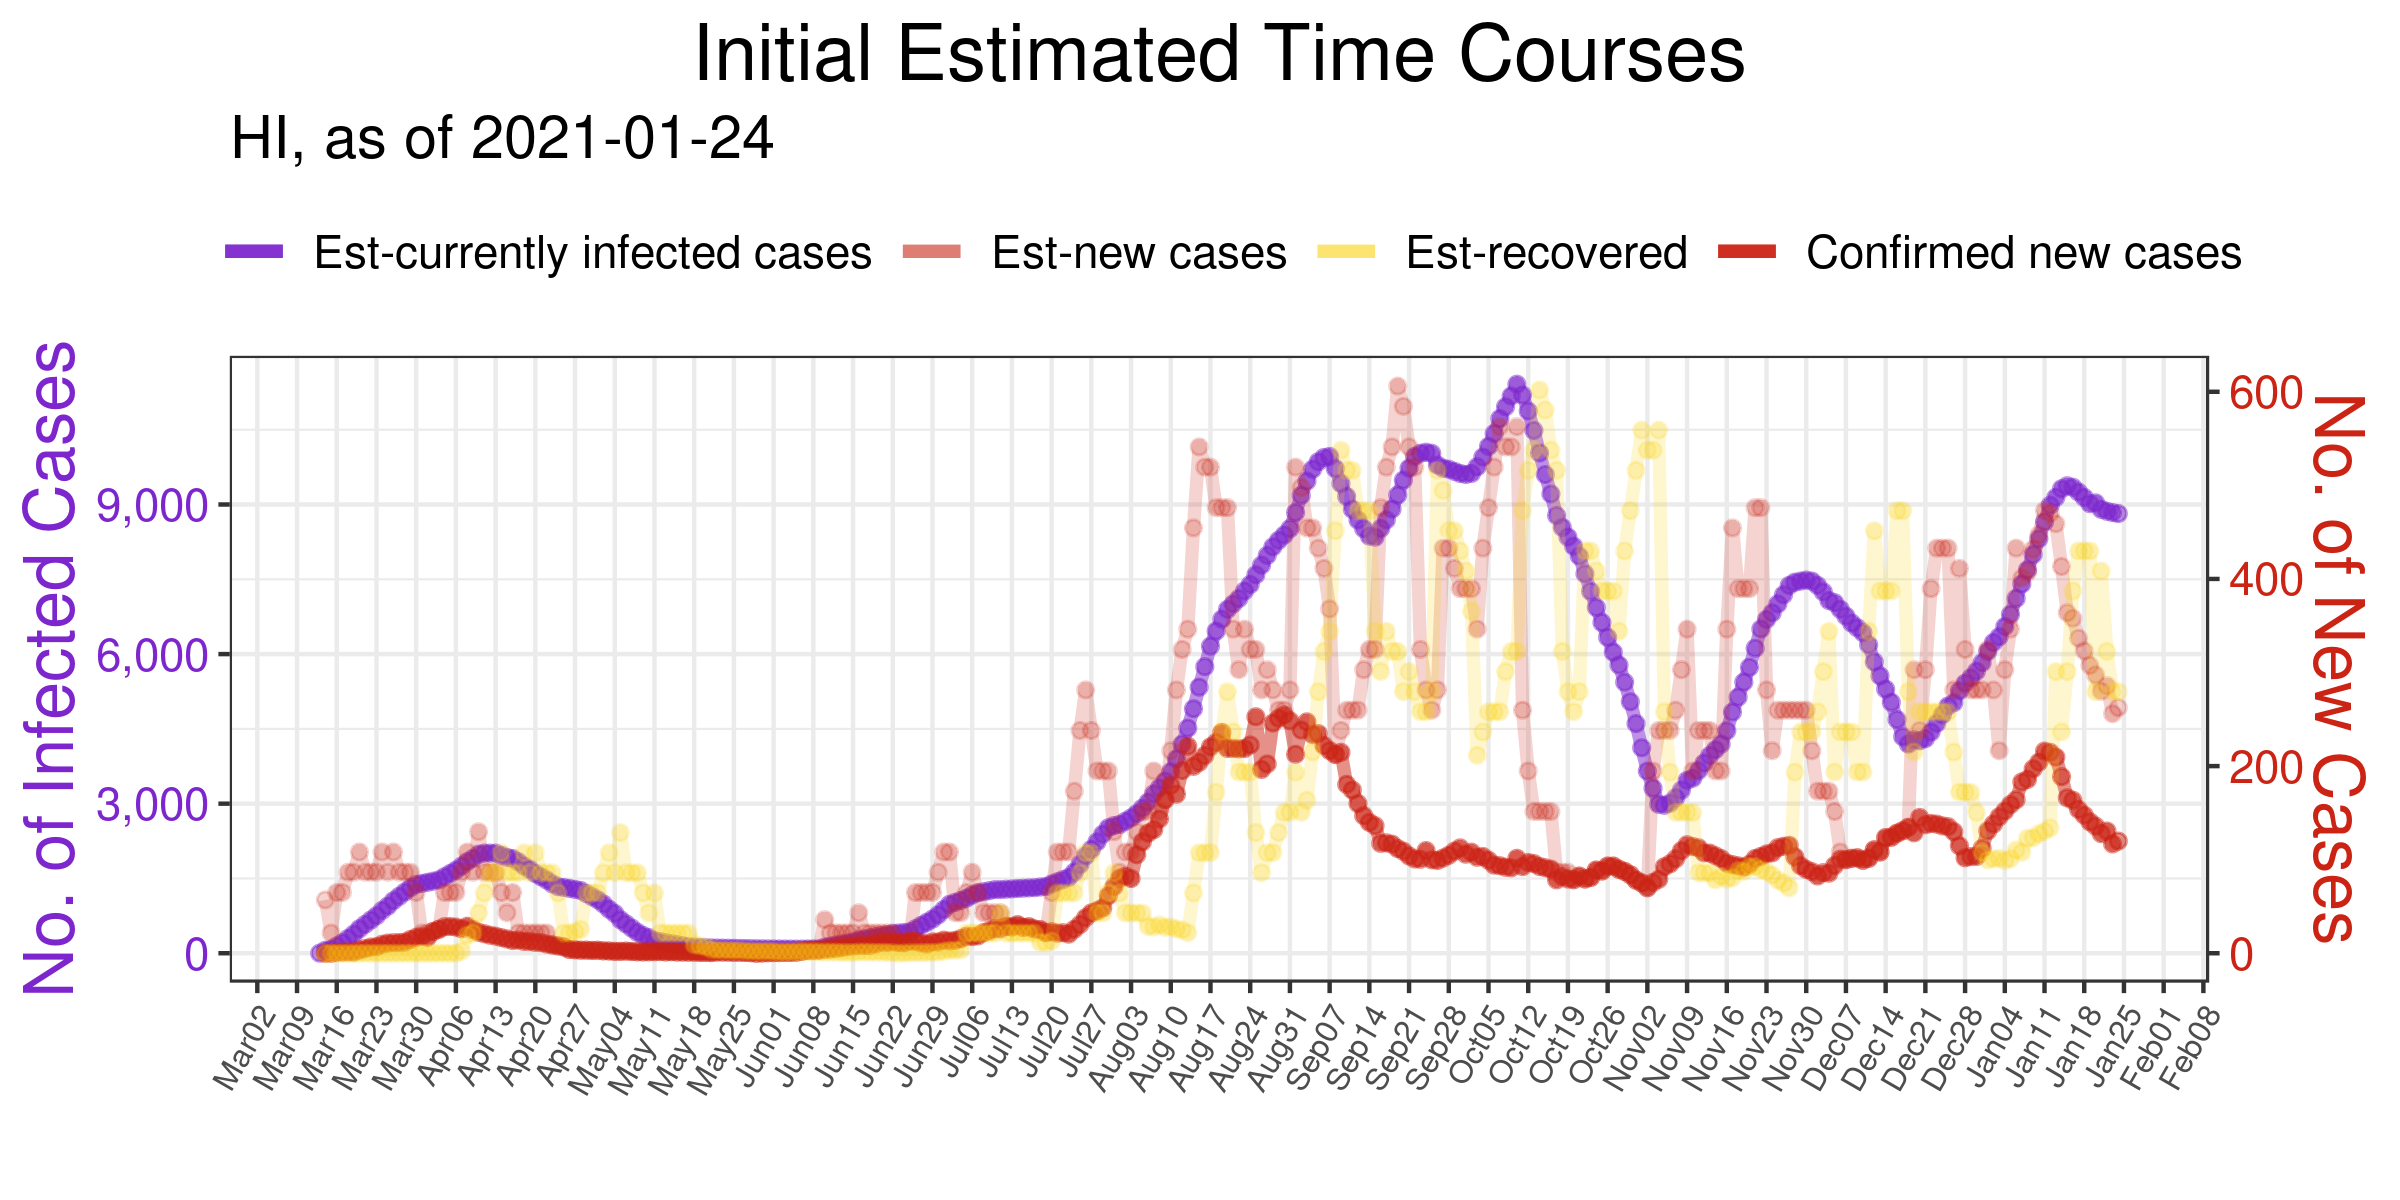 Initial Estimated Time Courses
HI, as of 2021-01-24
Est-currently infected cases Est-new cases Est-recovered Confirmed new cases
No. of Infected Cases
9,000
6,000
3,000
0
600
400
200
0
No. of New Cases
Mar02 Mar09 Mar16 Mar23 Mar30 Apr06 Apr13 Apr20 Apr27 May04 May11 May18 May25 Jun01 Jun08 Jun15 Jun22 Jun29 Jul06 Jul13 Jul20 Jul27 Aug03 Aug10 Aug17 Aug24 Aug31 Sep07 Sep14 Sep21 Sep28 Oct05 Oct12 Oct19 Oct26 Nov02 Nov09 Nov16 Nov23 Nov30 Dec07 Dec14 Dec21 Dec28 Jan04 Jan11 Jan18 Jan25 Feb01 Feb08